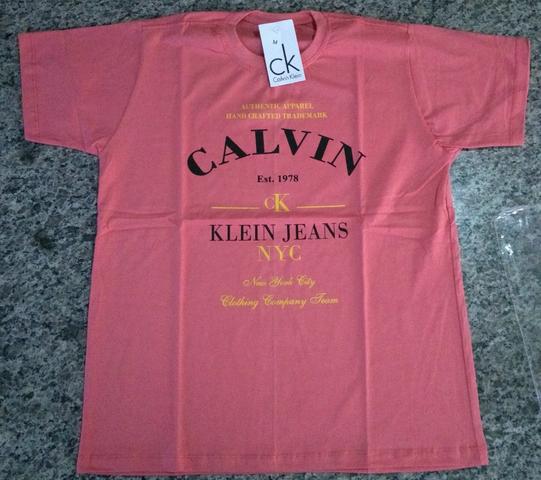 M
ck
Calvin Klein
AUTHENTIC APPAREL
HAND CRAFTED TRADEMARK
CALVIN
Est. 1978
CK
KLEIN JEANS
NYC
New York City
Clothing Company Team